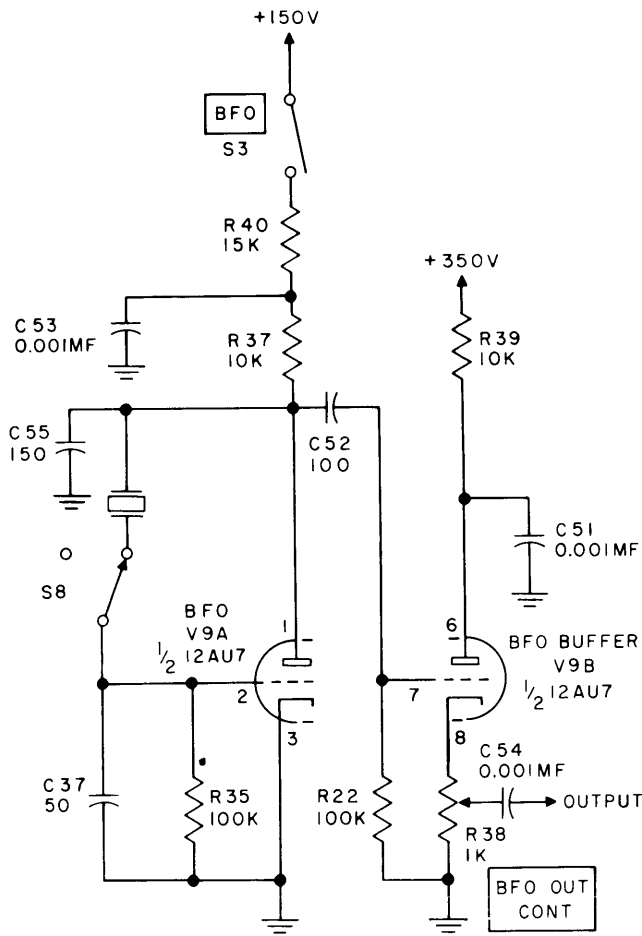 +150V
BFO
S3
R40
15K
+350V
C53
0.001MF
R37
10K
R39
10K
C55
150
C52
100
C51
0.001MF
S8
BFO
V9A
1/2 12AU7
1
2
3
6
7
8
BFO BUFFER
V9B
1/2 12AU7
C54
0.001MF
OUTPUT
C37
50
R35
100K
R22
100K
R38
1K
BFO OUT
CONT